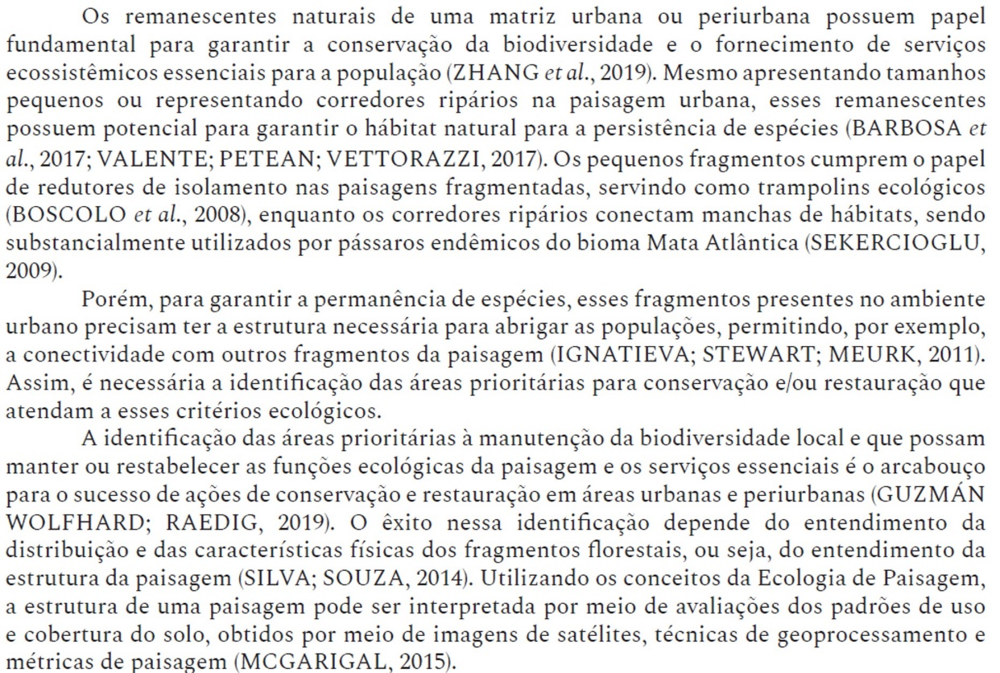 Os remanescentes naturais de uma matriz urbana ou periurbana possuem papel
fundamental para garantir a conservação da biodiversidade e o fornecimento de serviços
ecossistêmicos essenciais para a população (ZHANG et al., 2019). Mesmo apresentando tamanhos
pequenos ou representando corredores ripários na paisagem urbana, esses remanescentes
possuem potencial para garantir o hábitat natural para a persistência de espécies (BARBOSA et
al., 2017; VALENTE; PETEAN; VETTORAZZI, 2017). Os pequenos fragmentos cumprem o papel
de redutores de isolamento nas paisagens fragmentadas, servindo como trampolins ecológicos
(BOSCOLO et al., 2008), enquanto os corredores ripários conectam manchas de hábitats, sendo
substancialmente utilizados por pássaros endêmicos do bioma Mata Atlântica (SEKERCIOGLU,
2009).
Porém, para garantir a permanência de espécies, esses fragmentos presentes no ambiente
urbano precisam ter a estrutura necessária para abrigar as populações, permitindo, por exemplo,
a conectividade com outros fragmentos da paisagem (IGNATIEVA; STEWART; MEURK, 2011).
Assim, é necessária a identificação das áreas prioritárias para conservação e/ou restauração que
atendam a esses critérios ecológicos.
A identificação das áreas prioritárias à manutenção da biodiversidade local e que possam
manter ou restabelecer as funções ecológicas da paisagem e os serviços essenciais é o arcabouço
para o sucesso de ações de conservação e restauração em áreas urbanas e periurbanas (GUZMÁN
WOLFHARD; RAEDIG, 2019). O êxito nessa identificação depende do entendimento da
distribuição e das características físicas dos fragmentos florestais, ou seja, do entendimento da
estrutura da paisagem (SILVA; SOUZA, 2014). Utilizando os conceitos da Ecologia de Paisagem,
a estrutura de uma paisagem pode ser interpretada por meio de avaliações dos padrões de uso
e cobertura do solo, obtidos por meio de imagens de satélites, técnicas de geoprocessamento e
métricas de paisagem (MCGARIGAL, 2015).